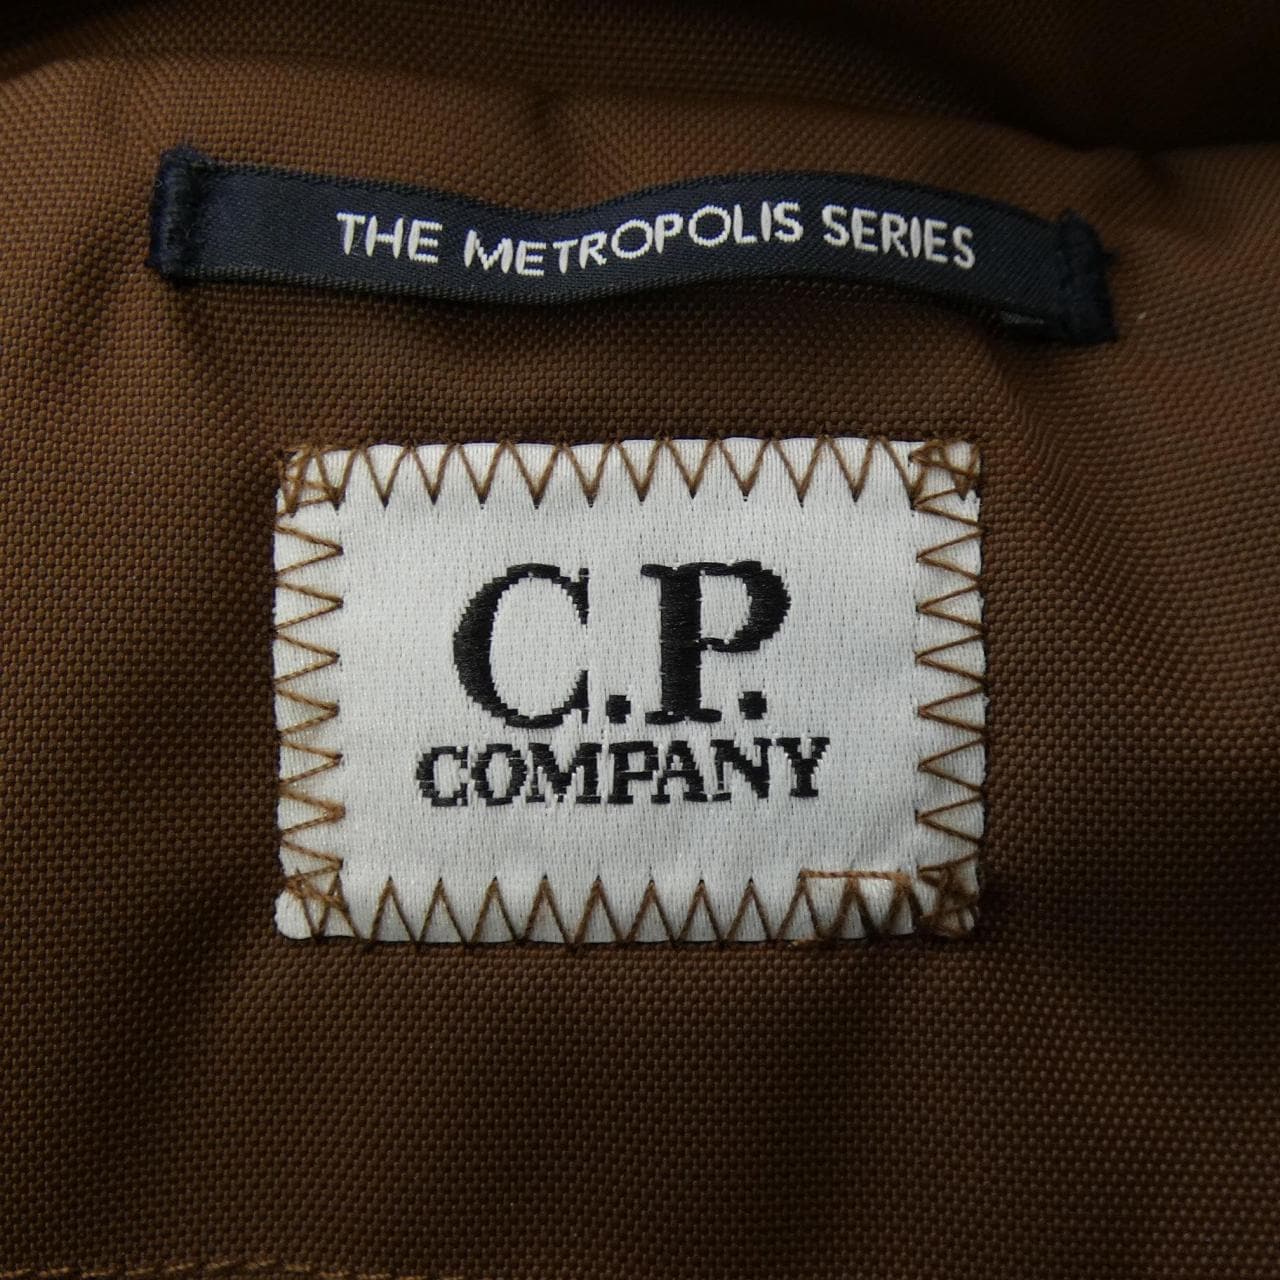 THE METROPOLIS SERIES
C.P.
COMPANY